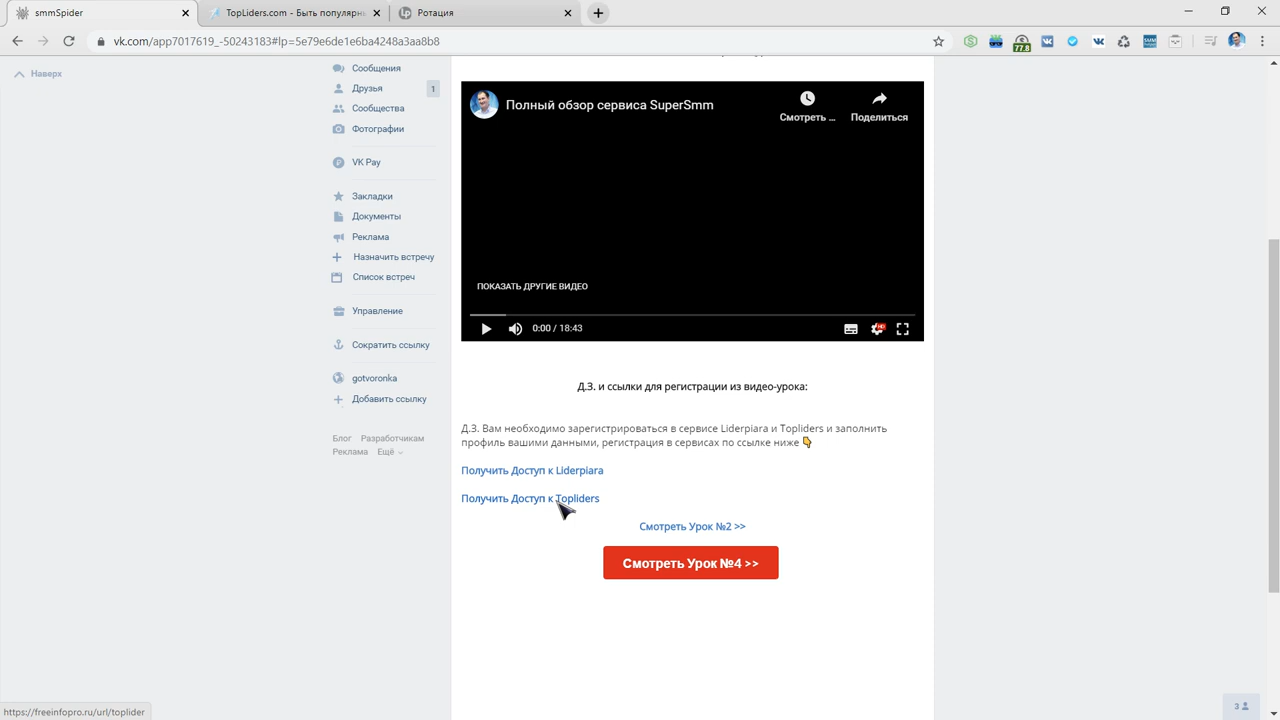 smmSpider
TopLiders.com - Быть популярн
Ротация
vk.com/app7017619_-50243183#lp=5e79e6de1e6ba4248a3aa8b8
77.8
Наверх
Сообщения
Друзья
1
Сообщества
Фотографии
VK Pay
Закладки
Документы
Реклама
Назначить встречу
Список встреч
Управление
Сократить ссылку
gotvoronka
Добавить ссылку
Блог Разработчикам
Реклама Ещё
Полный обзор сервиса SuperSmm
Смотреть ...
Поделиться
ПОКАЗАТЬ ДРУГИЕ ВИДЕО
0:00 / 18:43
HD
Д.З. и ссылки для регистрации из видео-урока:
Д.З. Вам необходимо зарегистрироваться в сервисе Liderpiara и Topliders и заполнить
профиль вашими данными, регистрация в сервисах по ссылке ниже 👇
Получить Доступ к Liderpiara
Получить Доступ к Topliders
Смотреть Урок №2 >>
Смотреть Урок №4 >>
https://freeinfopro.ru/url/toplider
3